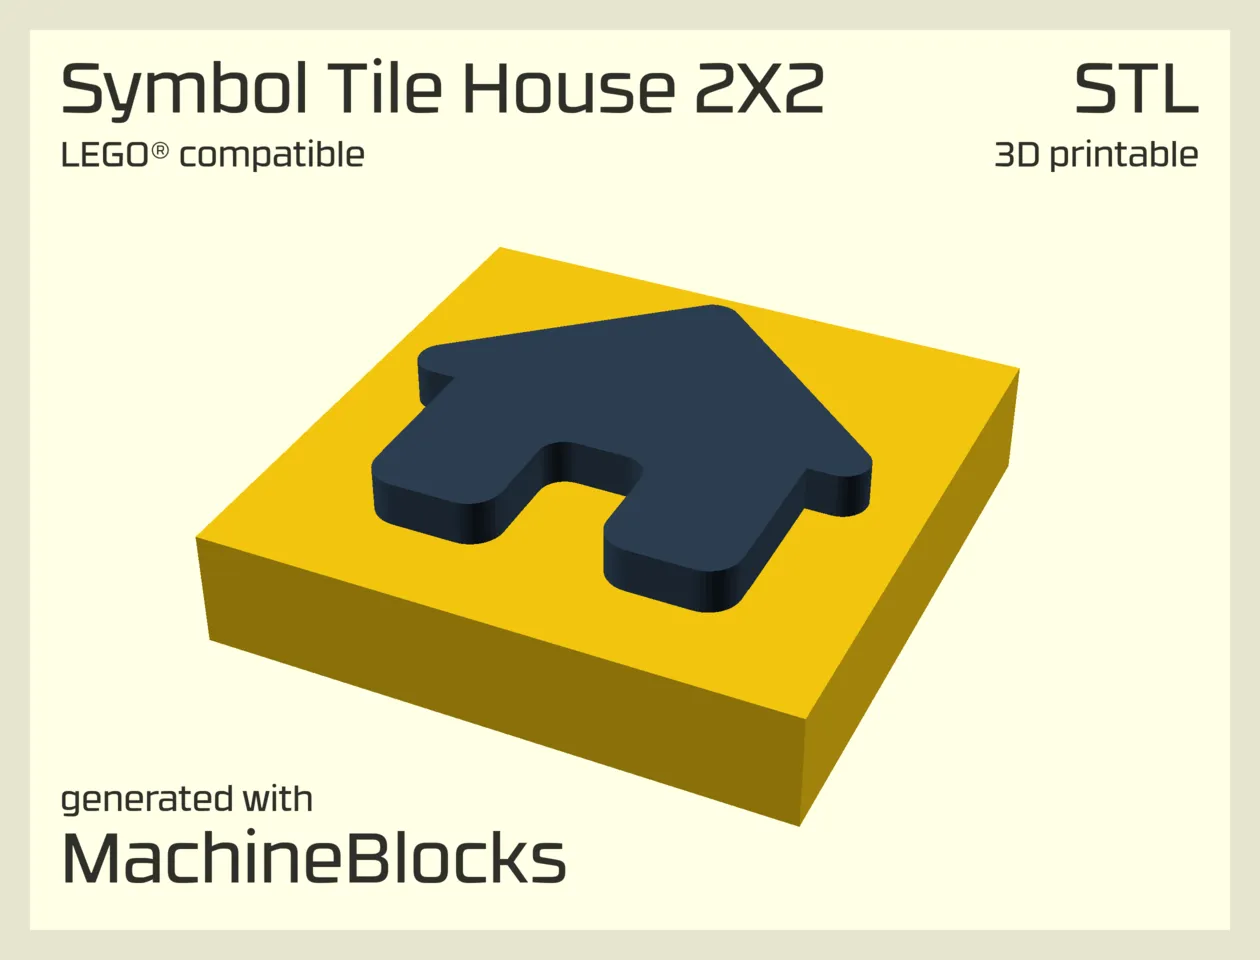 Symbol Tile House 2X2
STL
LEGO® compatible
3D printable
generated with
MachineBlocks